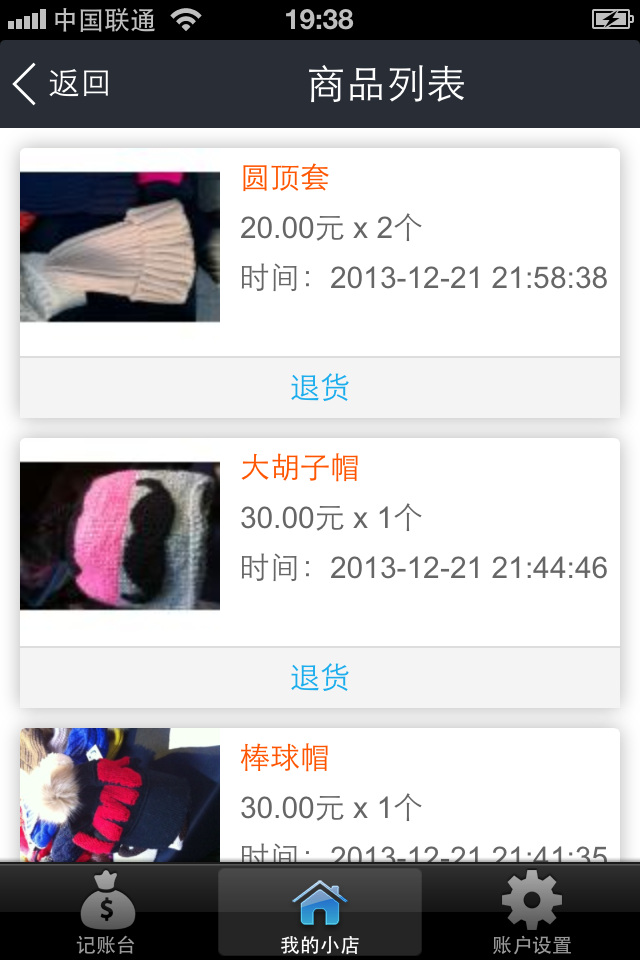 中国联通 19:38
返回 商品列表
圆顶套
20.00元 x 2个
时间：2013-12-21 21:58:38
退货
大胡子帽
30.00元 x 1个
时间：2013-12-21 21:44:46
退货
棒球帽
30.00元 x 1个
时间：2013-12-21 21:41:35
$
记账台 我的小店 账户设置